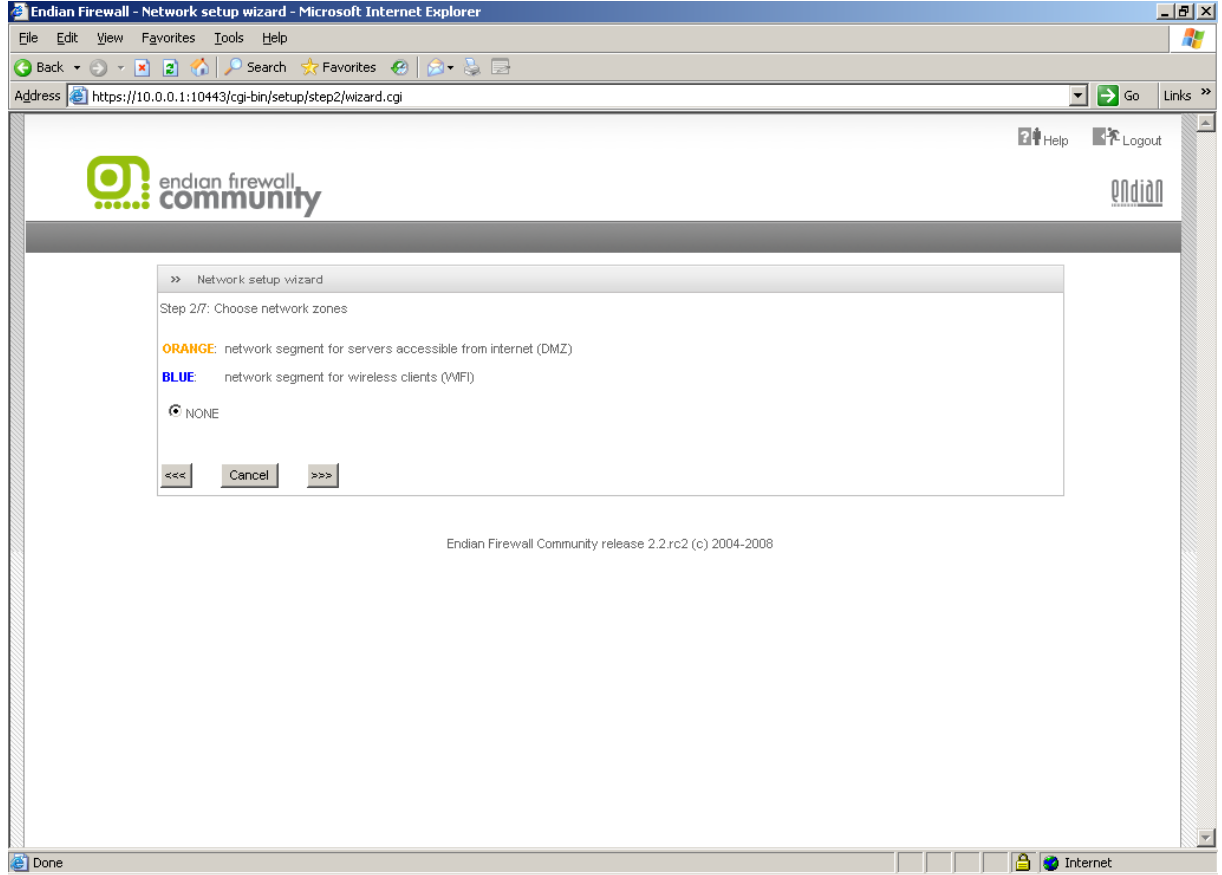 Endian Firewall - Network setup wizard - Microsoft Internet Explorer
File Edit View Favorites Tools Help
Back Search Favorites
Address https://10.0.0.1:10443/cgi-bin/setup/step2/wizard.cgi Go Links »
Help Logout
endian firewall
community
endian
>> Network setup wizard
Step 2/7: Choose network zones
ORANGE: network segment for servers accessible from internet (DMZ)
BLUE: network segment for wireless clients (WIFI)
NONE
<<< Cancel >>>
Endian Firewall Community release 2.2.rc2 (c) 2004-2008
Done Internet